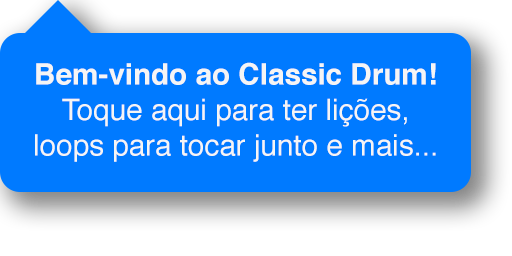 Bem-vindo ao Classic Drum!
Toque aqui para ter lições,
loops para tocar junto e mais...